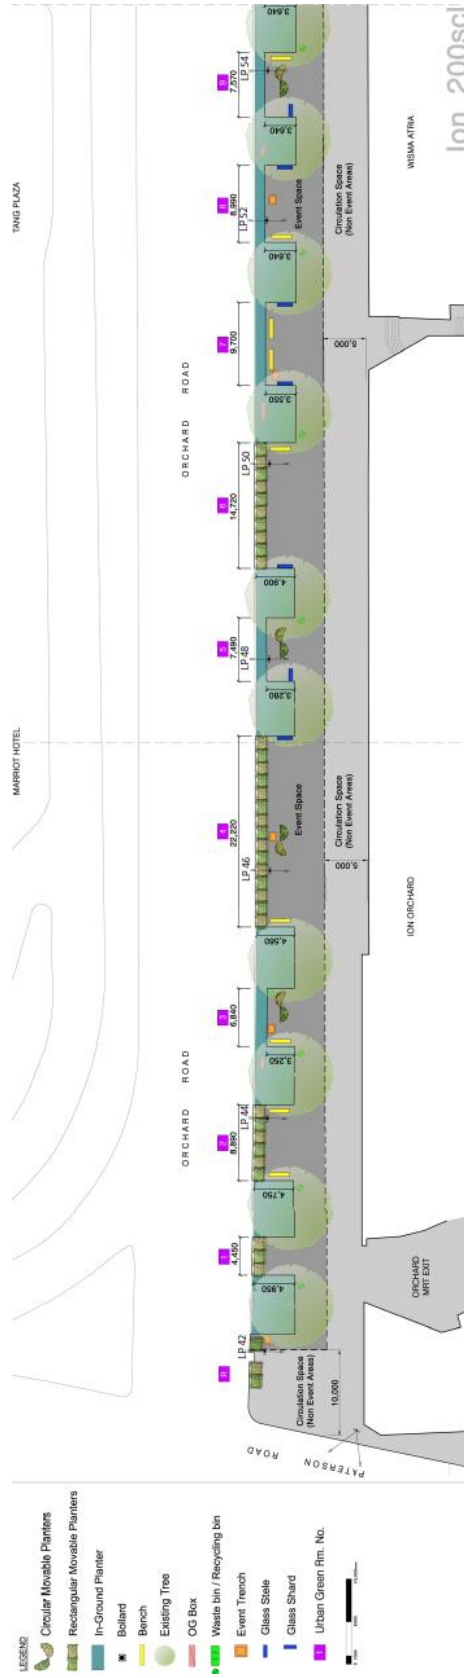 TANG PLAZA
MARRIOT HOTEL
ORCHARD ROAD
ORCHARD ROAD
R
1
4,450
2
8,890
3
6,840
4
22,220
5
7,490
6
14,720
7
9,700
8
8,990
9
7,570
LP 42
LP 44
LP 46
LP 48
LP 50
LP 52
LP 54
4,950
4,750
3,250
4,560
3,280
4,900
3,550
3,640
3,640
3,640
Event Space
Event Space
Circulation Space
(Non Event Areas)
10,000
Circulation Space
(Non Event Areas)
5,000
Circulation Space
(Non Event Areas)
5,000
PATERSON ROAD
ORCHARD
MRT EXIT
ION ORCHARD
WISMA ATRIA
LEGEND
Circular Movable Planters
Rectangular Movable Planters
In-Ground Planter
Bollard
Bench
Existing Tree
OG Box
Waste bin / Recycling bin
Event Trench
Glass Stele
Glass Shard
1 Urban Green Rm. No.